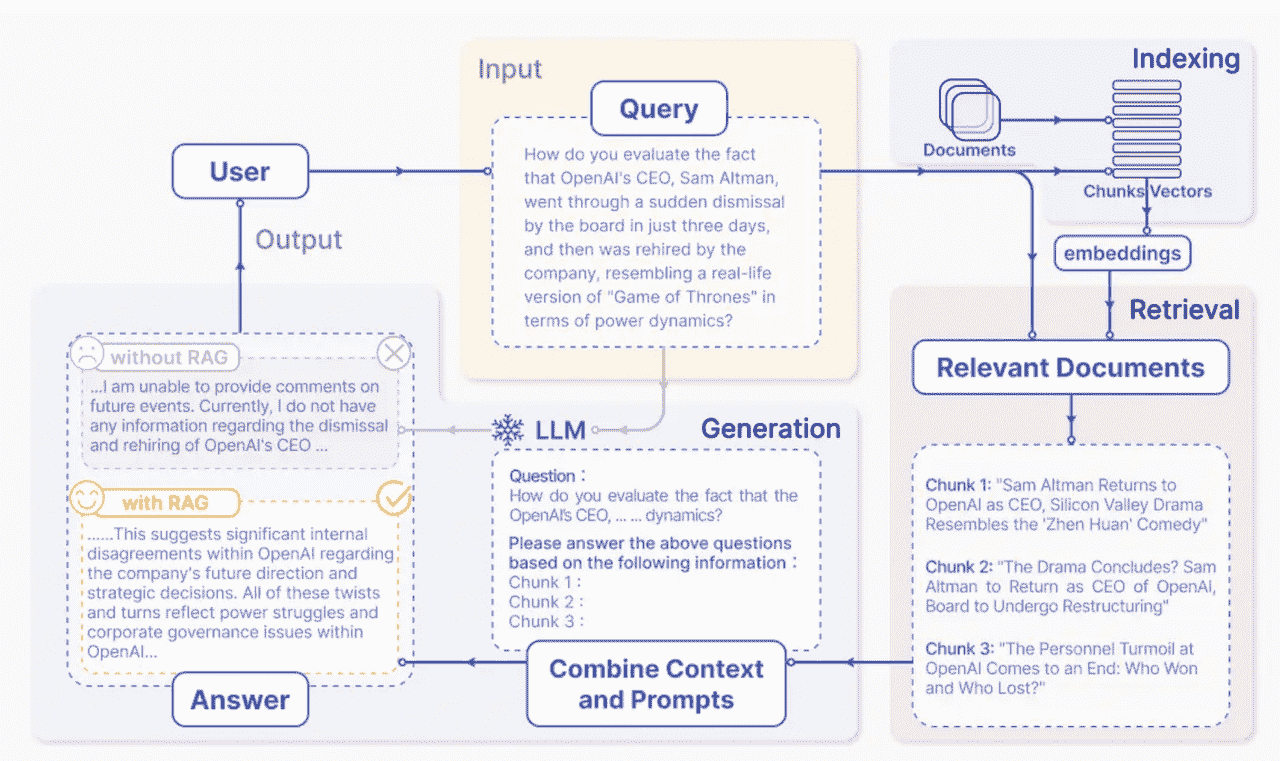 Input
Query
How do you evaluate the fact
that OpenAI's CEO, Sam Altman,
went through a sudden dismissal
by the board in just three days,
and then was rehired by the
company, resembling a real-life
version of "Game of Thrones" in
terms of power dynamics?
Indexing
Documents
Chunks Vectors
embeddings
User
Output
Retrieval
Relevant Documents
Chunk 1: "Sam Altman Returns to
OpenAI as CEO, Silicon Valley Drama
Resembles the 'Zhen Huan' Comedy"
Chunk 2: "The Drama Concludes? Sam
Altman to Return as CEO of OpenAI,
Board to Undergo Restructuring"
Chunk 3: "The Personnel Turmoil at
OpenAI Comes to an End: Who Won
and Who Lost?"
without RAG
...I am unable to provide comments on
future events. Currently, I do not have
any information regarding the dismissal
and rehiring of OpenAI's CEO ...
with RAG
......This suggests significant internal
disagreements within OpenAI regarding
the company's future direction and
strategic decisions. All of these twists
and turns reflect power struggles and
corporate governance issues within
OpenAI...
Answer
LLM
Generation
Question :
How do you evaluate the fact that the
OpenAI's CEO, ... ... dynamics?
Please answer the above questions
based on the following information :
Chunk 1 :
Chunk 2 :
Chunk 3 :
Combine Context
and Prompts